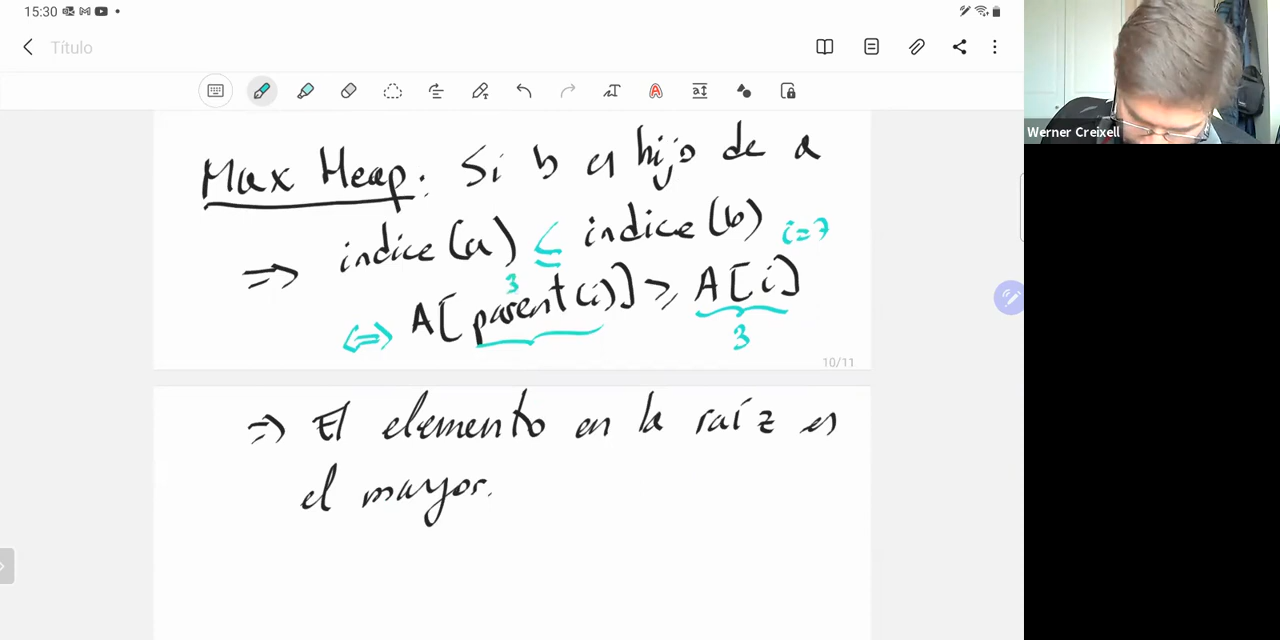 15:30
Título
Werner Creixell
Max Heap: Si b es hijo de a
⇒ indice(a) ≤ indice(b) i=7
3
⇔ A[parent(i)] ≥ A[i]
3
10/11
⇒ El elemento en la raíz es
el mayor.